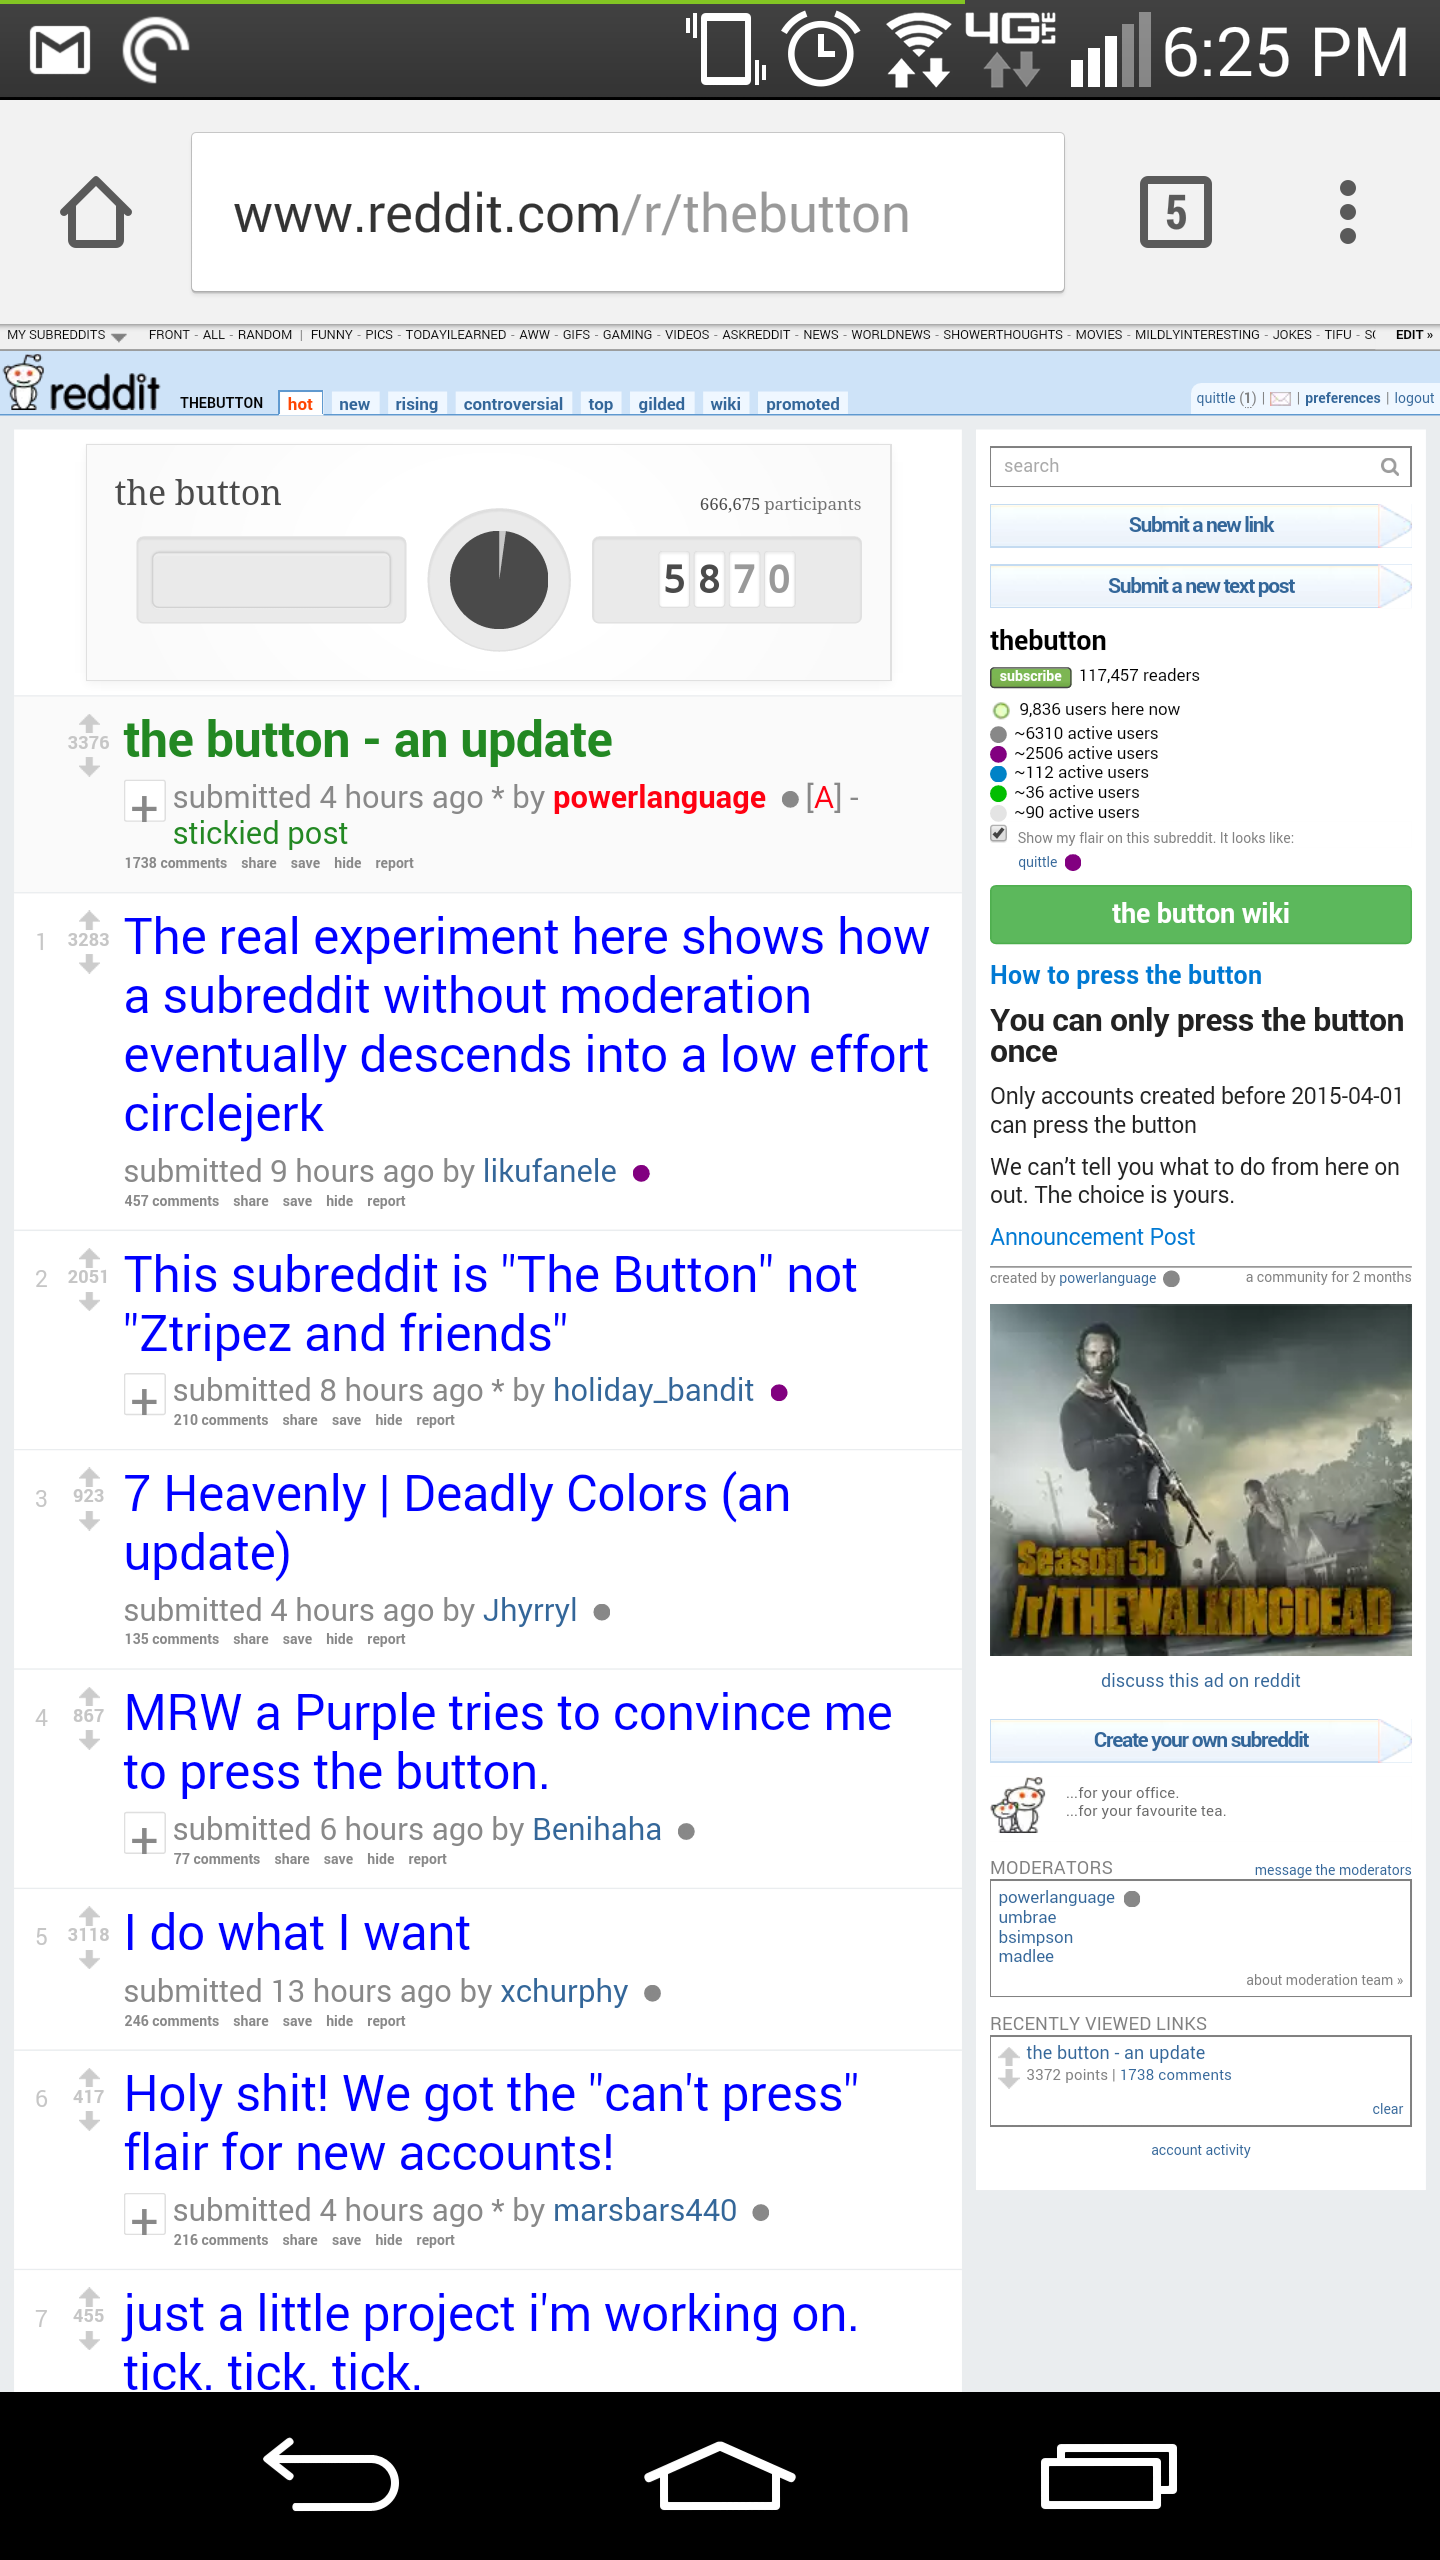 4G LTE 6:25 PM
www.reddit.com/r/thebutton
5
MY SUBREDDITS FRONT - ALL - RANDOM | FUNNY - PICS - TODAYILEARNED - AWW - GIFS - GAMING - VIDEOS - ASKREDDIT - NEWS - WORLDNEWS - SHOWERTHOUGHTS - MOVIES - MILDLYINTERESTING - JOKES - TIFU - EDIT »
reddit THEBUTTON hot new rising controversial top gilded wiki promoted
quittle (1) | | preferences | logout
the button
666,675 participants
5870
3376
the button - an update
submitted 4 hours ago * by powerlanguage [A] -
stickied post
1738 comments share save hide report
1 3283
The real experiment here shows how
a subreddit without moderation
eventually descends into a low effort
circlejerk
submitted 9 hours ago by likufanele
457 comments share save hide report
2 2051
This subreddit is "The Button" not
"Ztripez and friends"
submitted 8 hours ago * by holiday_bandit
210 comments share save hide report
3 923
7 Heavenly | Deadly Colors (an
update)
submitted 4 hours ago by Jhyrryl
135 comments share save hide report
4 867
MRW a Purple tries to convince me
to press the button.
submitted 6 hours ago by Benihaha
77 comments share save hide report
5 3118
I do what I want
submitted 13 hours ago by xchurphy
246 comments share save hide report
6 417
Holy shit! We got the "can't press"
flair for new accounts!
submitted 4 hours ago * by marsbars440
216 comments share save hide report
7 455
just a little project i'm working on.
tick. tick. tick.
search
Submit a new link
Submit a new text post
thebutton
subscribe 117,457 readers
9,836 users here now
~6310 active users
~2506 active users
~112 active users
~36 active users
~90 active users
Show my flair on this subreddit. It looks like:
quittle
the button wiki
How to press the button
You can only press the button
once
Only accounts created before 2015-04-01
can press the button
We can't tell you what to do from here on
out. The choice is yours.
Announcement Post
created by powerlanguage a community for 2 months
Season 5b
/r/THEWALKINGDEAD
discuss this ad on reddit
Create your own subreddit
...for your office.
...for your favourite tea.
MODERATORS message the moderators
powerlanguage
umbrae
bsimpson
madlee
about moderation team »
RECENTLY VIEWED LINKS
the button - an update
3372 points | 1738 comments
clear
account activity